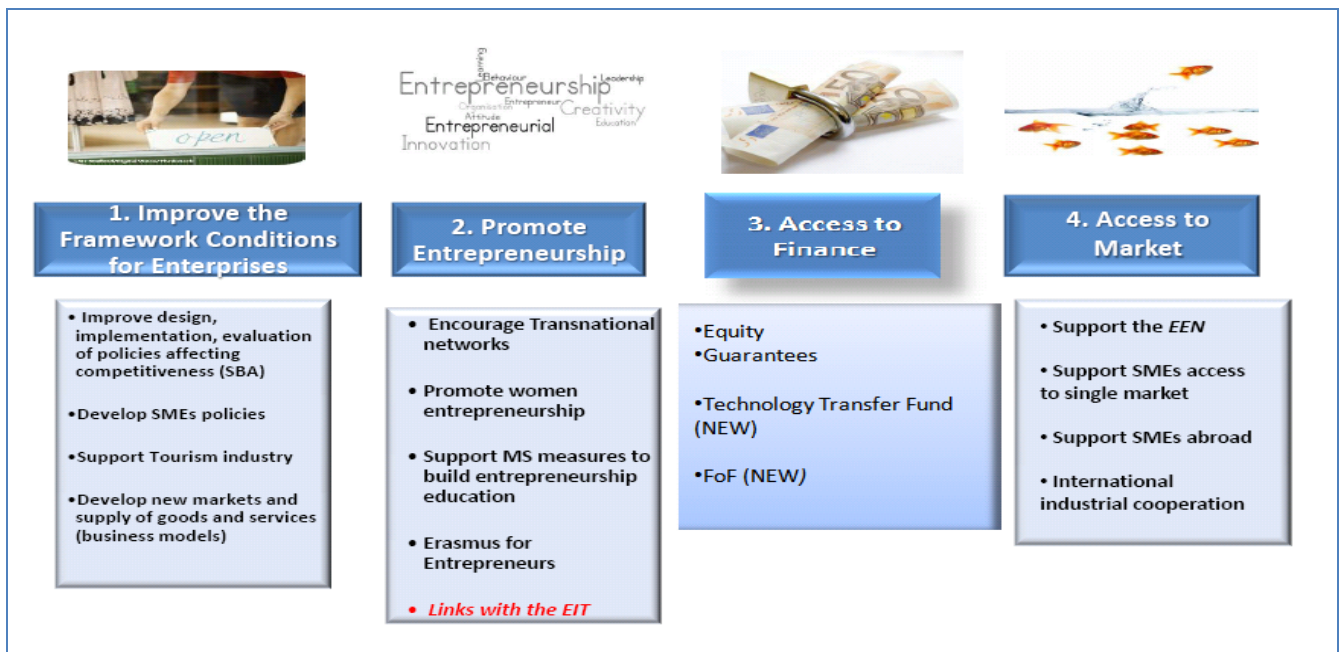 open
Learning
Behaviour
Leadership
Entrepreneurship
Organisation
Entrepreneur
Creativity
Attitude
Entrepreneurial
Education
Innovation
50
1. Improve the
Framework Conditions
for Enterprises
2. Promote
Entrepreneurship
3. Access to
Finance
4. Access to
Market
• Improve design,
implementation, evaluation
of policies affecting
competitiveness (SBA)
•Develop SMEs policies
•Support Tourism industry
•Develop new markets and
supply of goods and services
(business models)
• Encourage Transnational
networks
• Promote women
entrepreneurship
• Support MS measures to
build entrepreneurship
education
• Erasmus for
Entrepreneurs
• Links with the EIT
•Equity
•Guarantees
•Technology Transfer Fund
(NEW)
•FoF (NEW)
• Support the EEN
• Support SMEs access
to single market
• Support SMEs abroad
• International
industrial cooperation